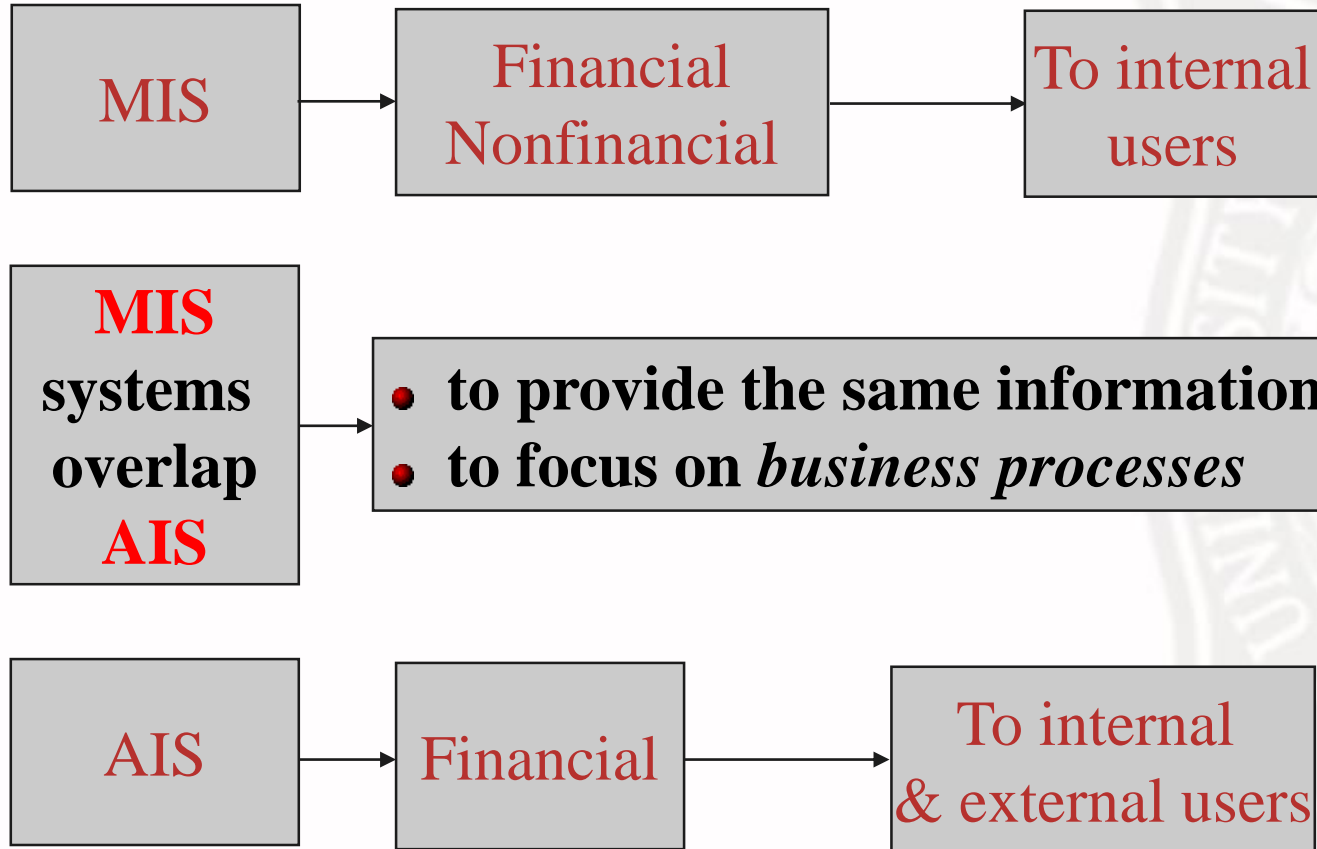 MIS
Financial
Nonfinancial
To internal
users
MIS
systems
overlap
AIS
• to provide the same information
• to focus on business processes
AIS
Financial
To internal
& external users